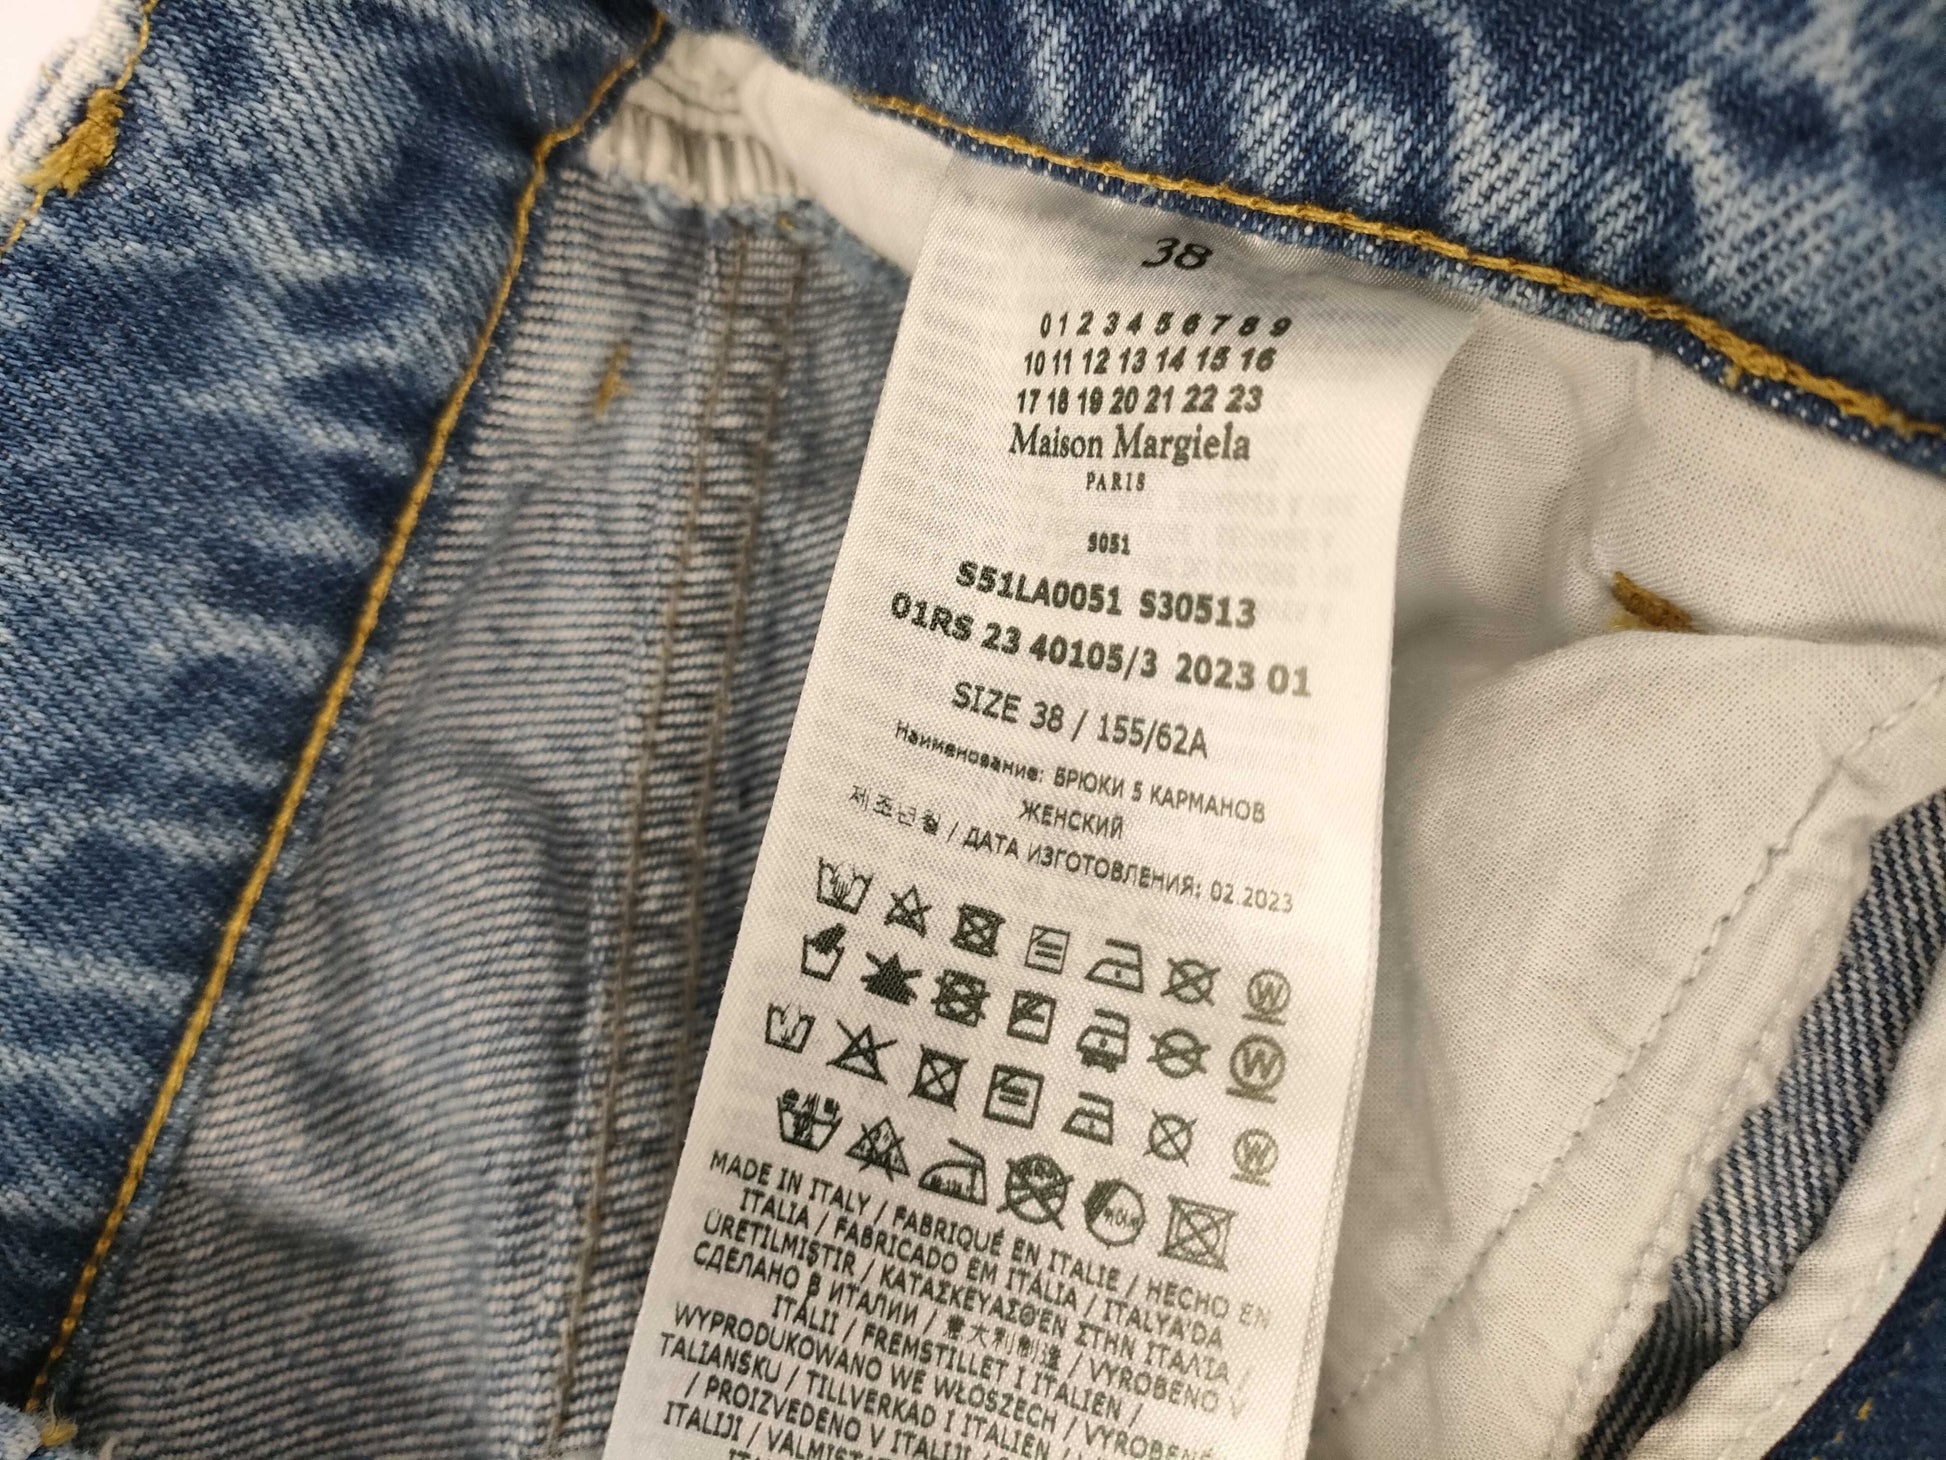 38
0 1 2 3 4 5 6 7 8 9
10 11 12 13 14 15 16
17 18 19 20 21 22 23
Maison Margiela
PARIS
S051
S51LA0051 S30513
01RS 23 40105/3 2023 01
SIZE 38 / 155/62A
Наименование: БРЮКИ 5 КАРМАНОВ
ЖЕНСКИЙ
제조년월 / ДАТА ИЗГОТОВЛЕНИЯ: 02.2023
MADE IN ITALY / FABRIQUÉ EN ITALIE / HECHO EN
ITALIA / FABRICADO EM ITÁLIA / ITALYA'DA
ÜRETILMIŞTIR / ΚΑΤΑΣΚΕΥΑΣΘΕΝ ΣΤΗΝ ΙΤΑΛΙΑ /
СДЕЛАНО В ИТАЛИИ / 意大利制造 / VYROBENO V
ITÁLII / FREMSTILLET I ITALIEN /
WYPRODUKOWANO WE WŁOSZECH / VYROBENÉ
TALIANSKU / TILLVERKAD I ITALIEN /
/ PROIZVEDENO V ITALIJI /
ITALIJI / VALMISTA